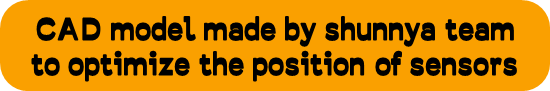 CAD model made by shunnya team
to optimize the position of sensors